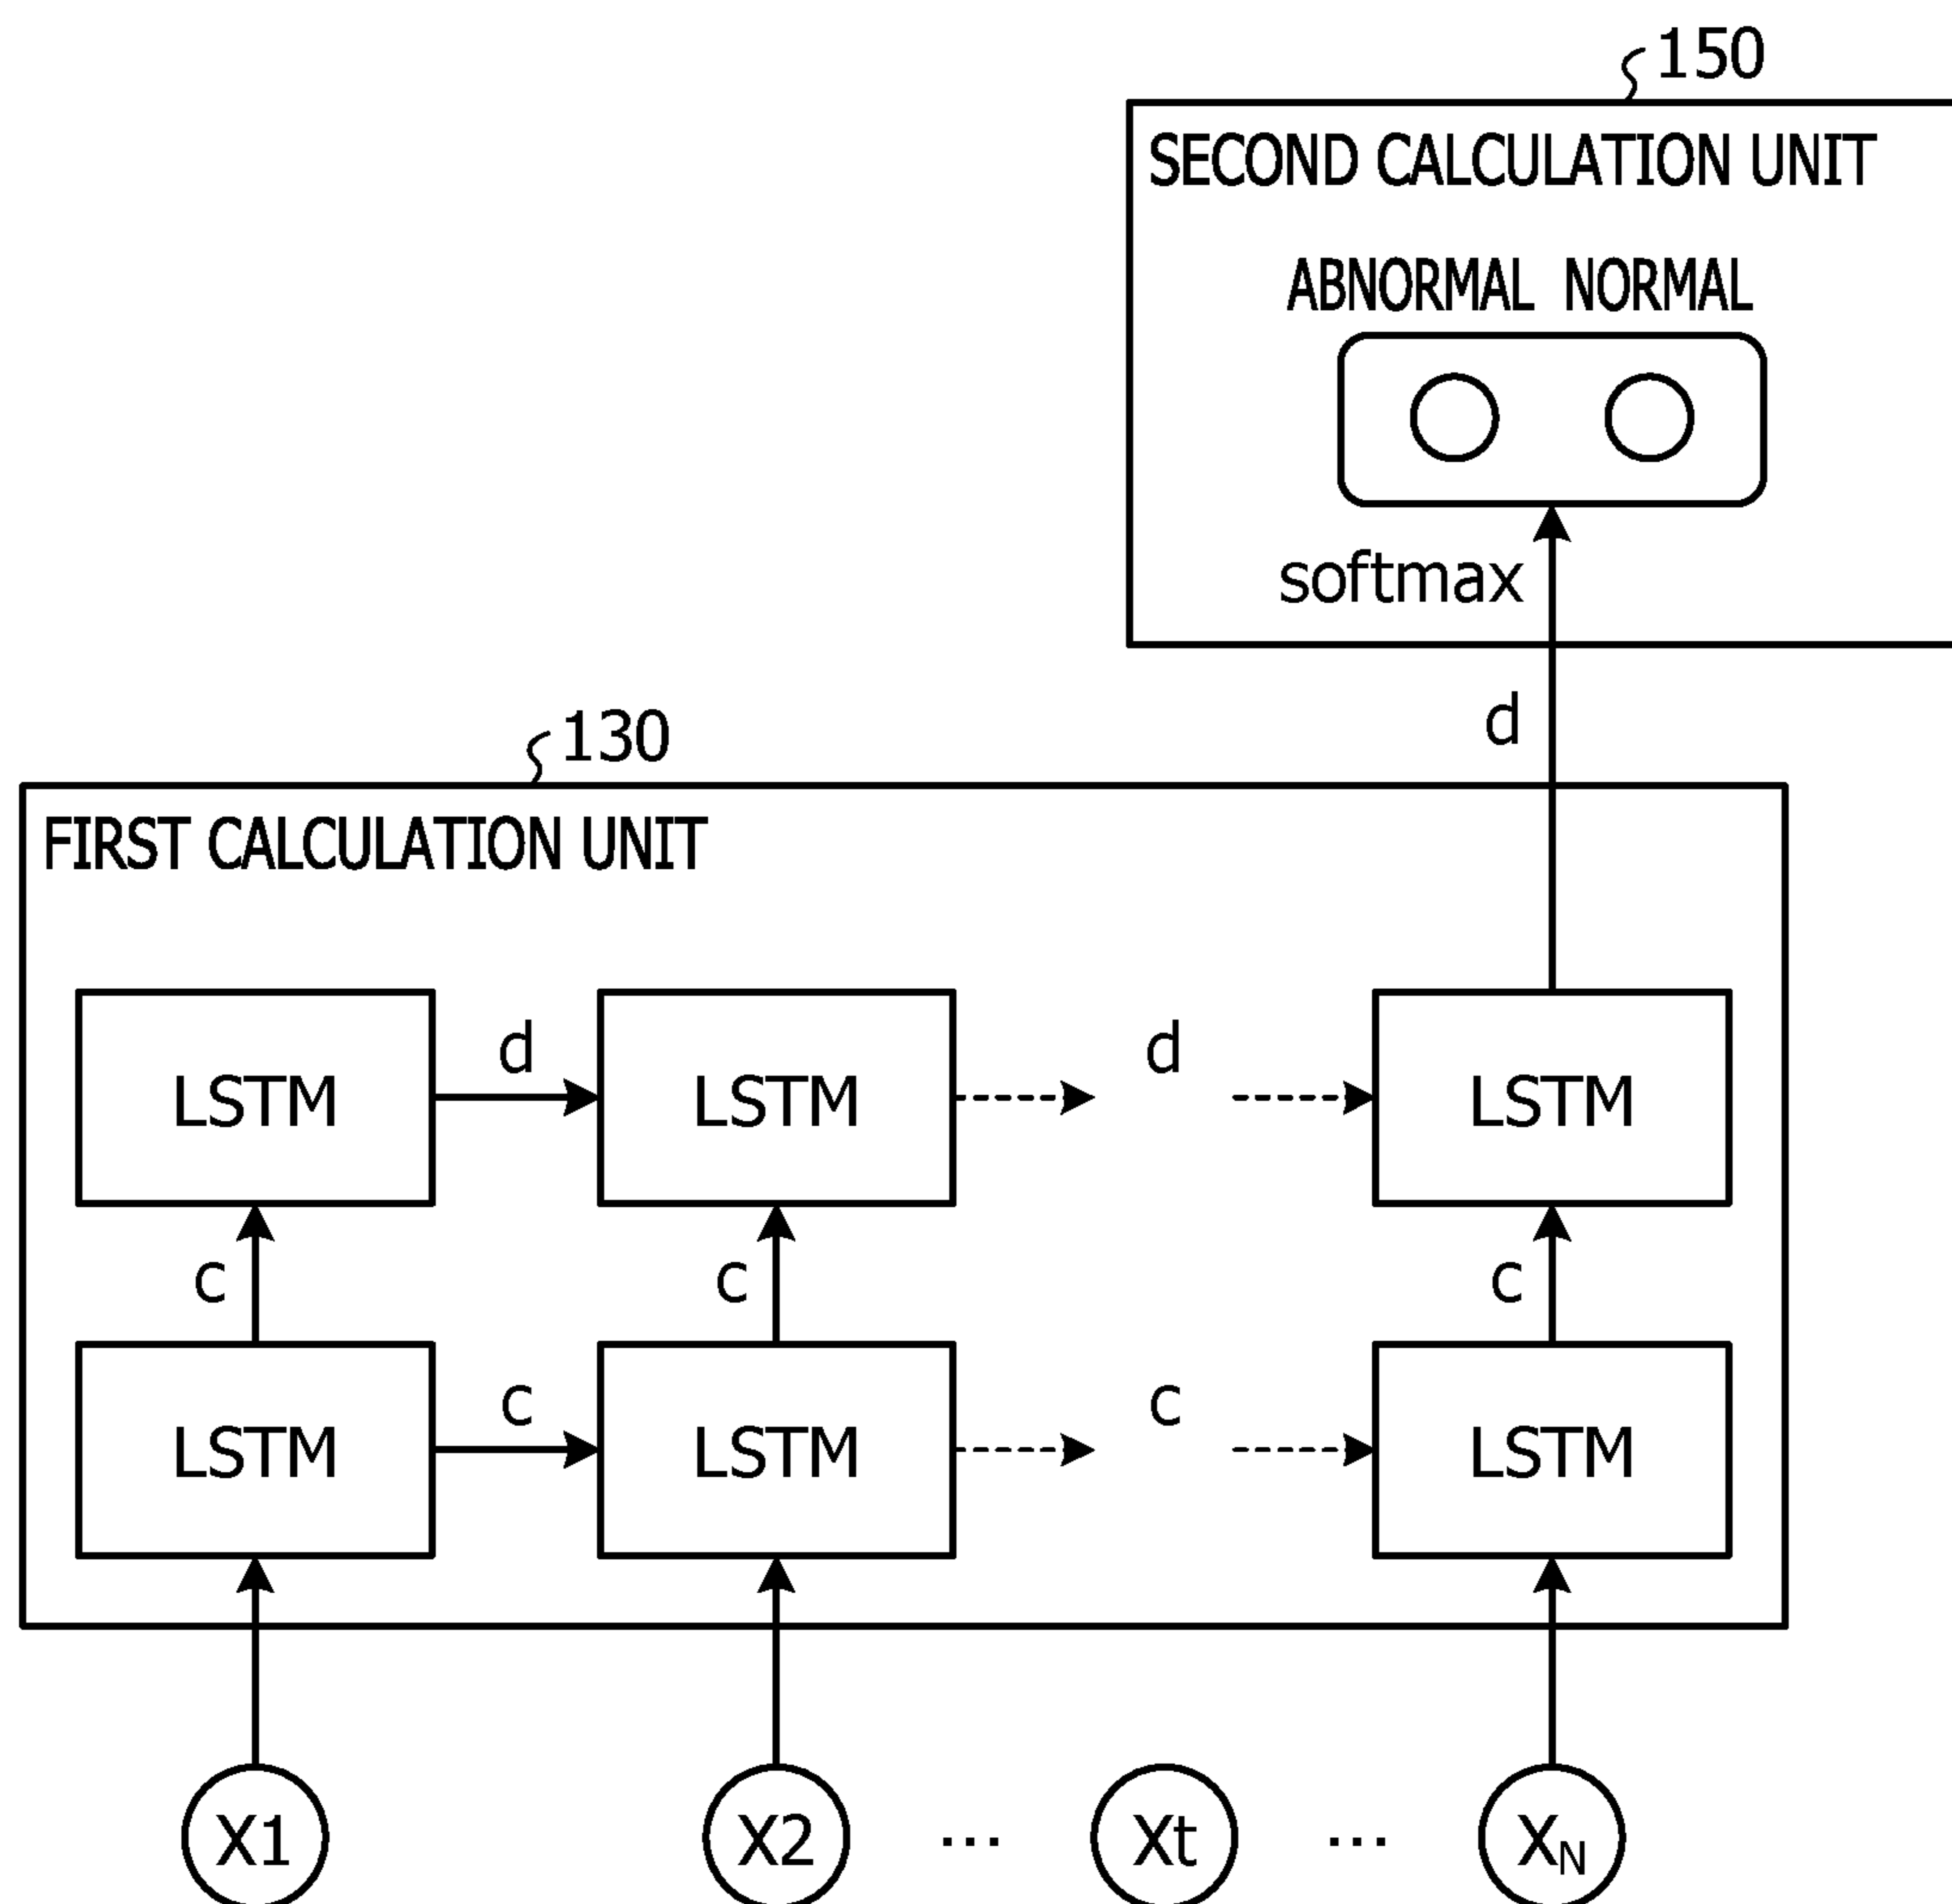 150
SECOND CALCULATION UNIT
ABNORMAL NORMAL
softmax
d
130
FIRST CALCULATION UNIT
LSTM d LSTM d LSTM
c c c
LSTM c LSTM c LSTM
X1 X2 ... Xt ... XN